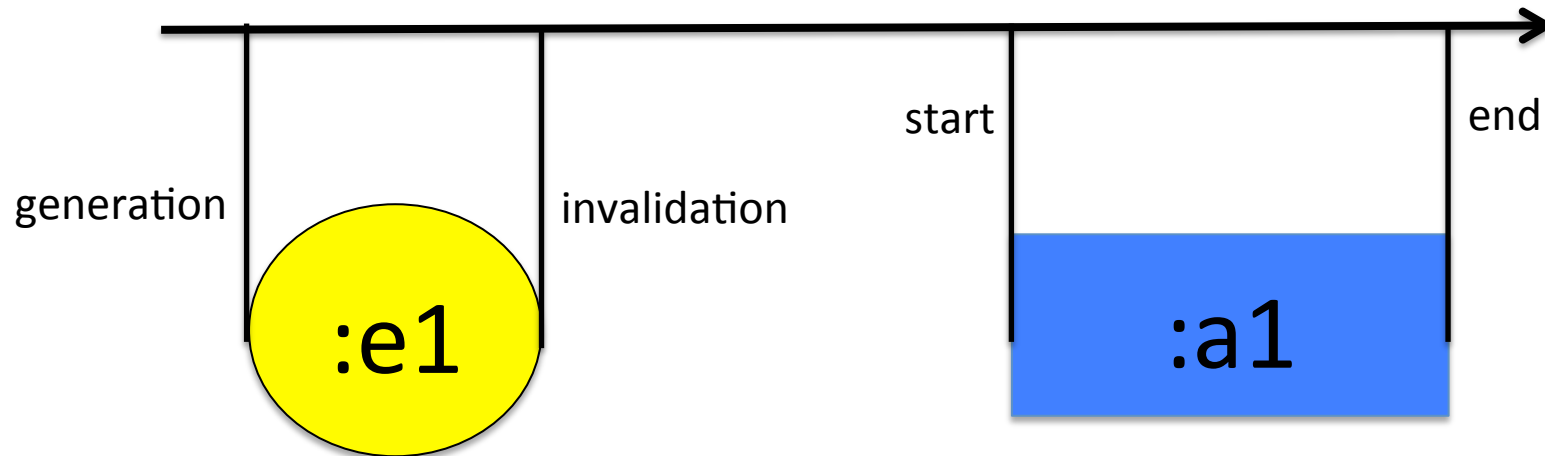 start
end
generation
invalidation
:e1
:a1